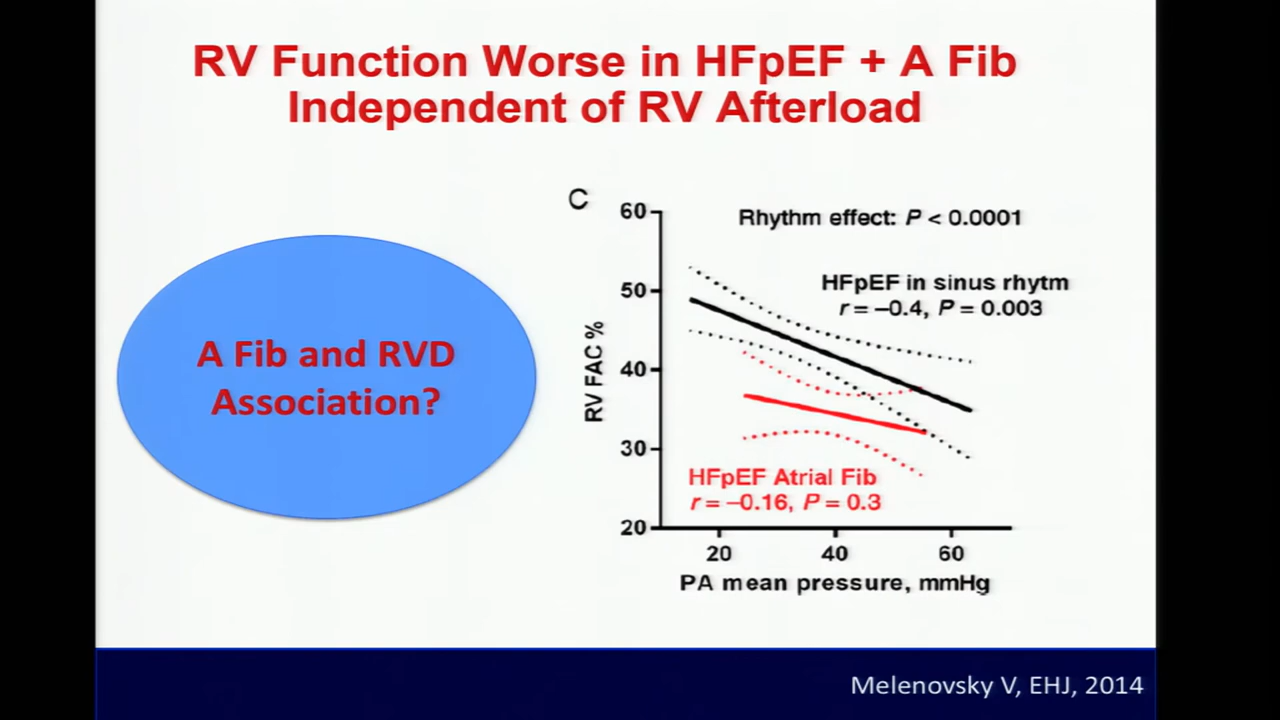 RV Function Worse in HFpEF + A Fib
Independent of RV Afterload
A Fib and RVD
Association?
C
Rhythm effect: P < 0.0001
HFpEF in sinus rhytm
r = –0.4, P = 0.003
HFpEF Atrial Fib
r = –0.16, P = 0.3
RV FAC %
60
50
40
30
20
20 40 60
PA mean pressure, mmHg
Melenovsky V, EHJ, 2014